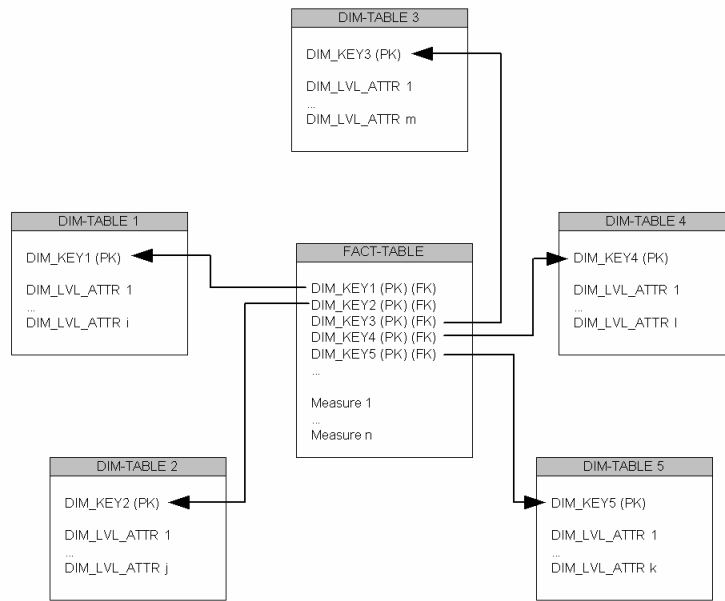 DIM-TABLE 3
DIM_KEY3 (PK)
DIM_LVL_ATTR 1
...
DIM_LVL_ATTR m
DIM-TABLE 1
DIM_KEY1 (PK)
DIM_LVL_ATTR 1
...
DIM_LVL_ATTR i
FACT-TABLE
DIM_KEY1 (PK) (FK)
DIM_KEY2 (PK) (FK)
DIM_KEY3 (PK) (FK)
DIM_KEY4 (PK) (FK)
DIM_KEY5 (PK) (FK)
...
Measure 1
...
Measure n
DIM-TABLE 4
DIM_KEY4 (PK)
DIM_LVL_ATTR 1
...
DIM_LVL_ATTR l
DIM-TABLE 2
DIM_KEY2 (PK)
DIM_LVL_ATTR 1
...
DIM_LVL_ATTR j
DIM-TABLE 5
DIM_KEY5 (PK)
DIM_LVL_ATTR 1
...
DIM_LVL_ATTR k